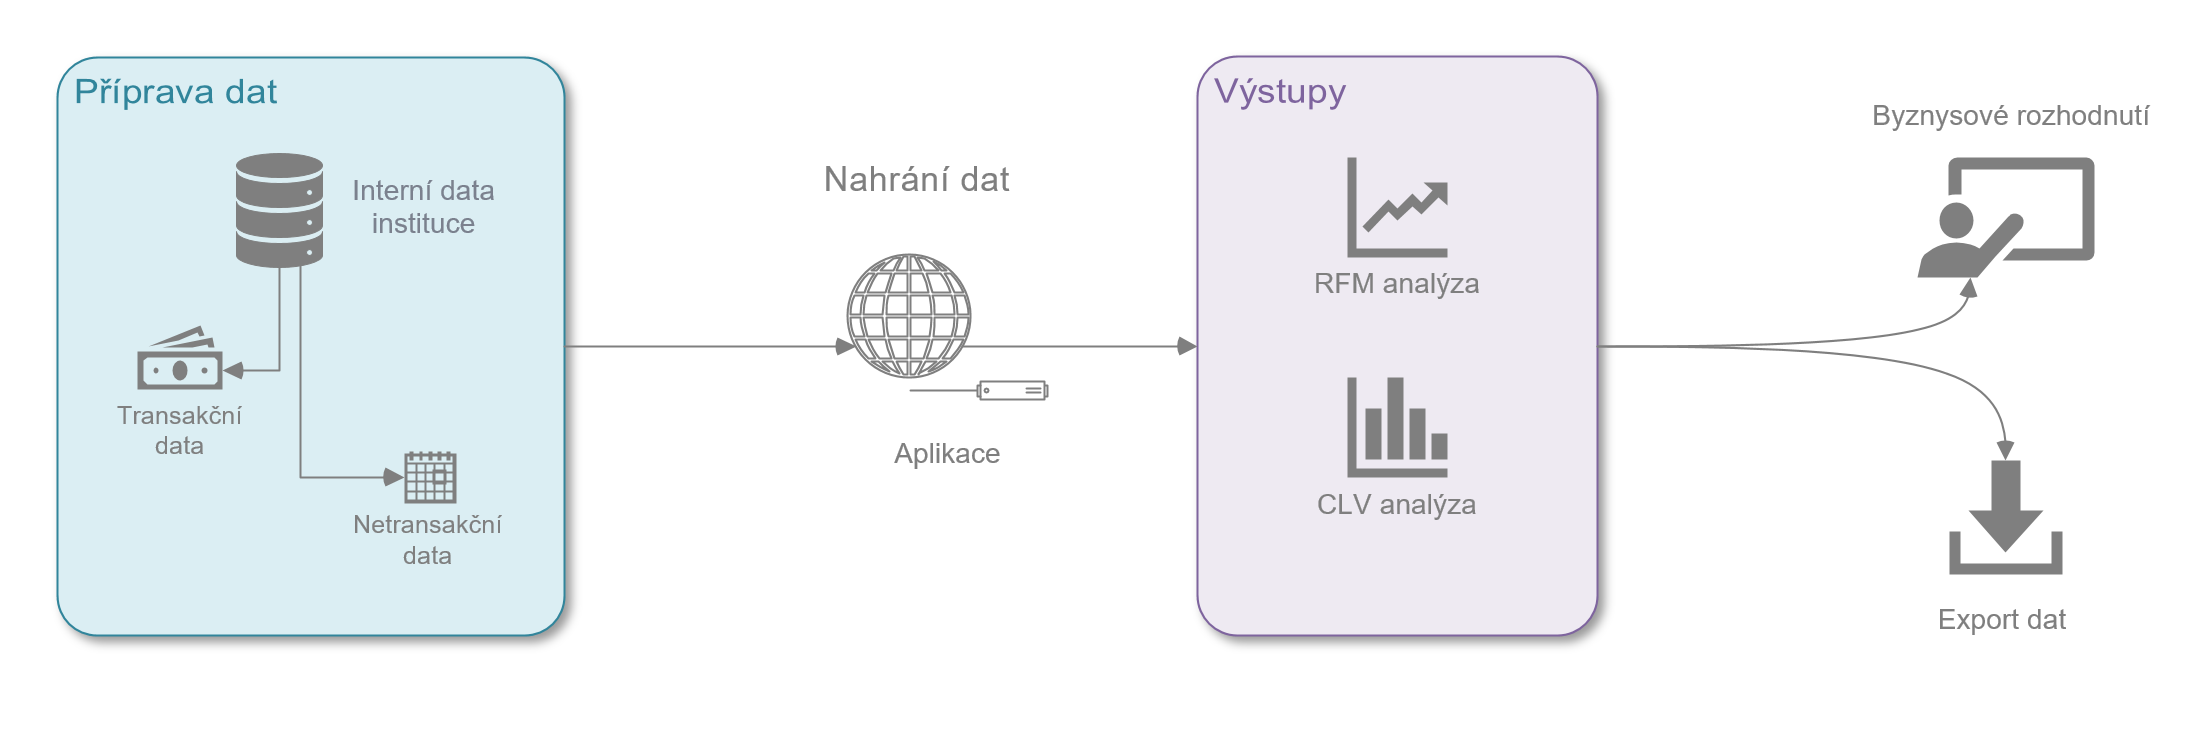 Příprava dat
Interní data
instituce
Transakční
data
Netransakční
data
Nahrání dat
Aplikace
Výstupy
RFM analýza
CLV analýza
Byznysové rozhodnutí
Export dat